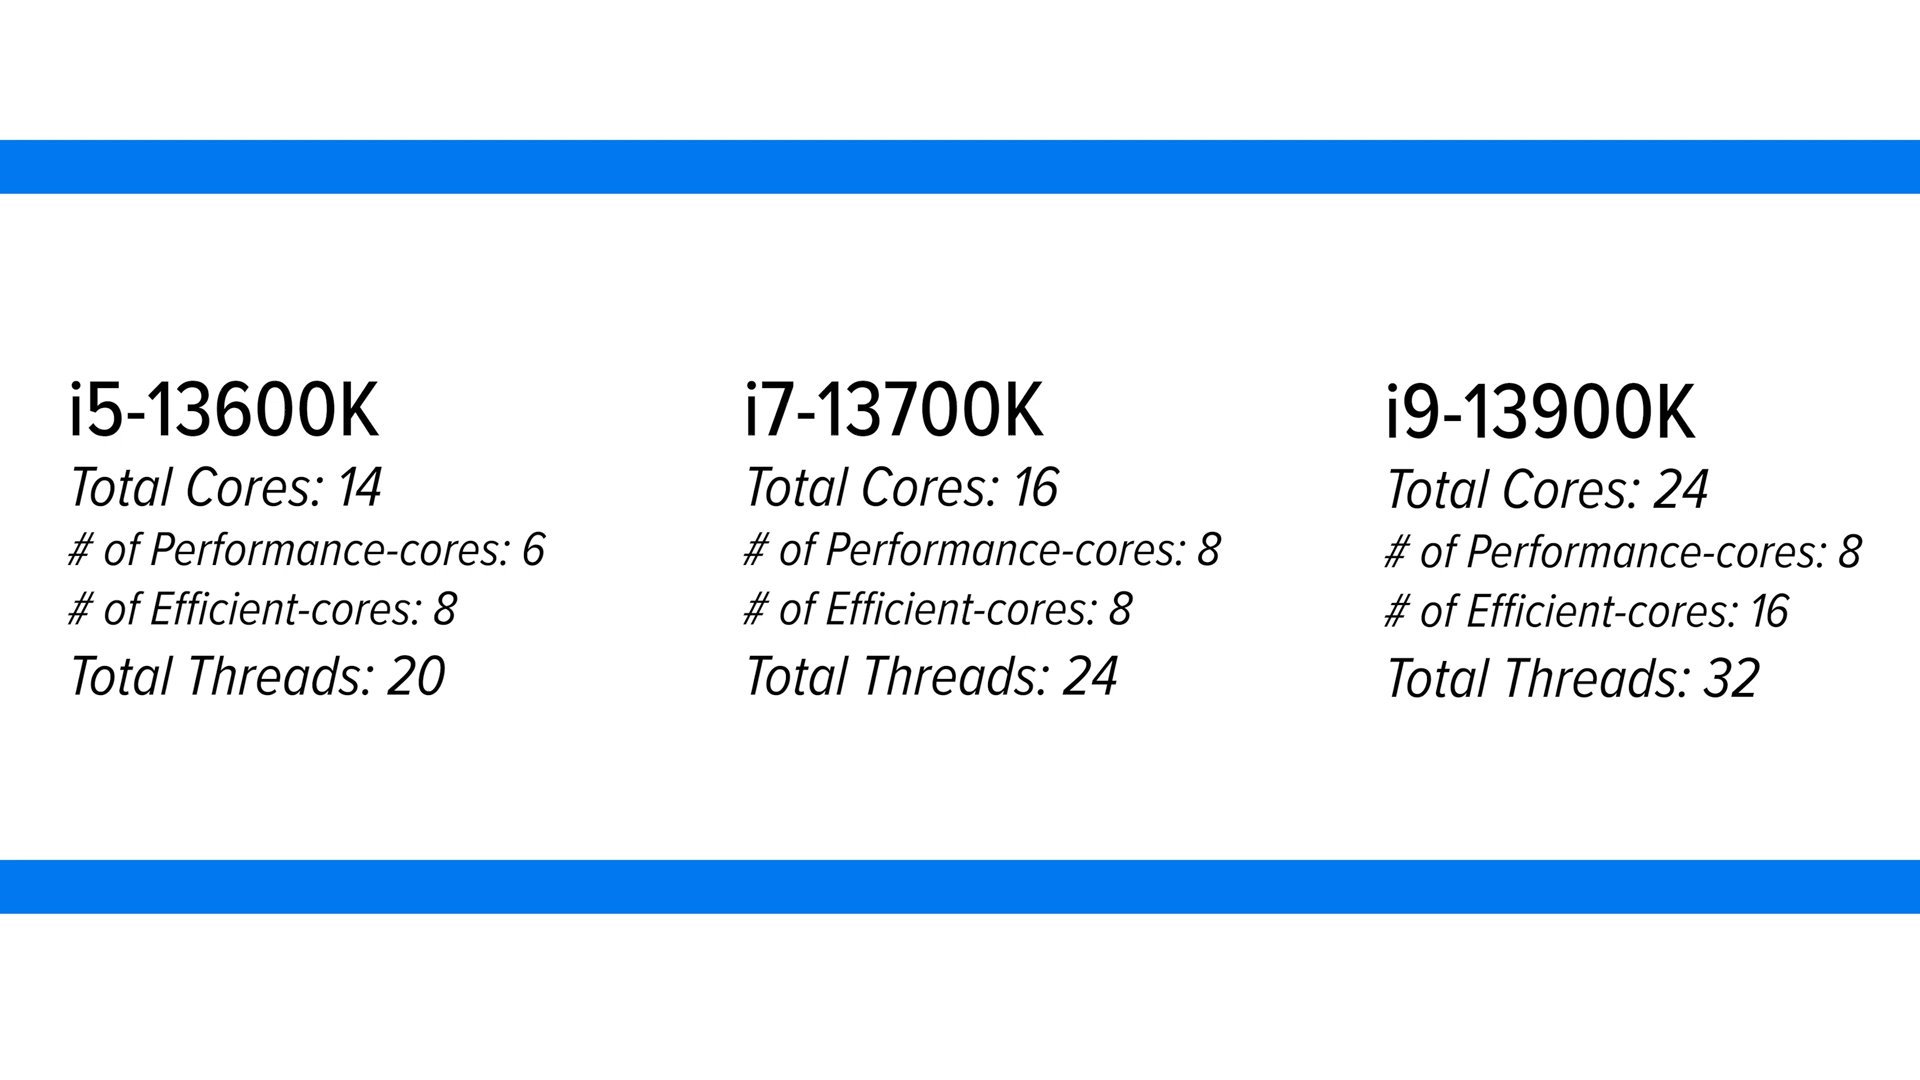 i5-13600K
Total Cores: 14
# of Performance-cores: 6
# of Efficient-cores: 8
Total Threads: 20
i7-13700K
Total Cores: 16
# of Performance-cores: 8
# of Efficient-cores: 8
Total Threads: 24
i9-13900K
Total Cores: 24
# of Performance-cores: 8
# of Efficient-cores: 16
Total Threads: 32